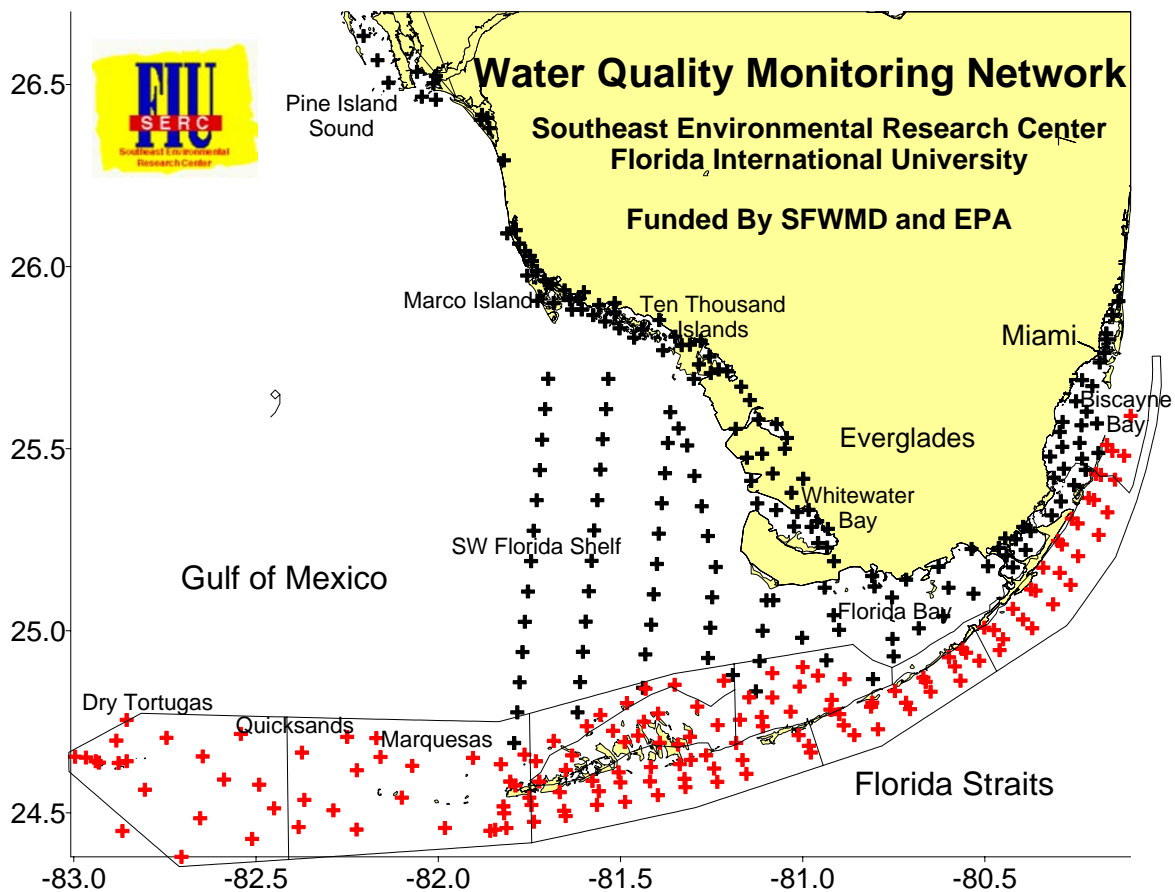 Water Quality Monitoring Network
Southeast Environmental Research Center
Florida International University
Funded By SFWMD and EPA
FIU
SERC
Southeast Environmental
Research Center
Pine Island
Sound
Marco Island
Ten Thousand
Islands
Miami
Biscayne
Bay
Everglades
Whitewater
Bay
SW Florida Shelf
Gulf of Mexico
Florida Bay
Dry Tortugas
Quicksands
Marquesas
Florida Straits
26.5
26.0
25.5
25.0
24.5
-83.0 -82.5 -82.0 -81.5 -81.0 -80.5